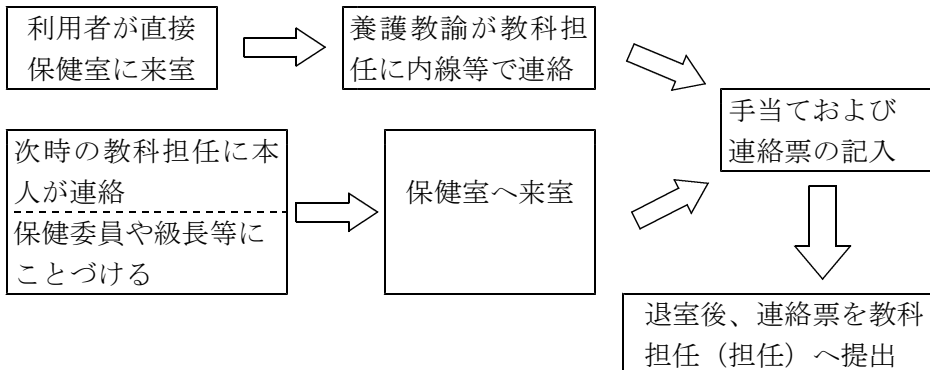 利用者が直接
保健室に来室
養護教諭が教科担
任に内線等で連絡
次時の教科担任に本
人が連絡
保健委員や級長等に
ことづける
保健室へ来室
手当ておよび
連絡票の記入
退室後、連絡票を教科
担任（担任）へ提出